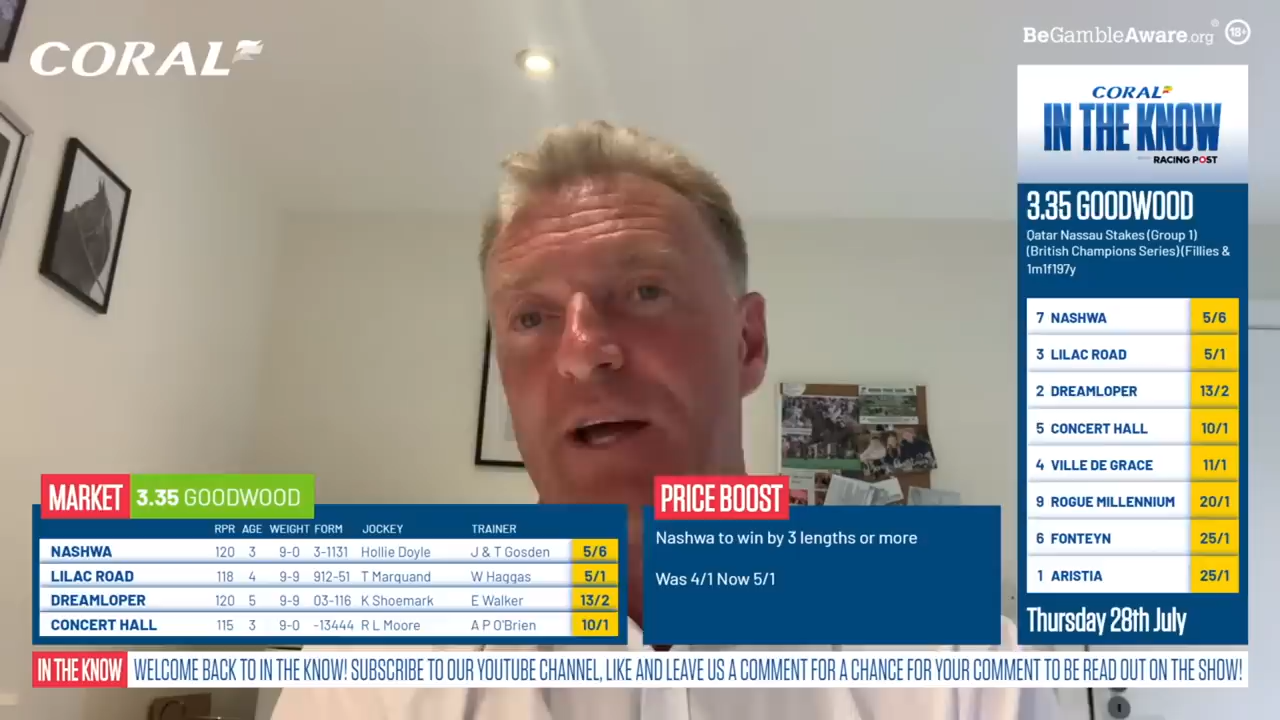 CORAL
BeGambleAware.org® 18+
CORAL
IN THE KNOW
RACING POST
3.35 GOODWOOD
Qatar Nassau Stakes (Group 1)
(British Champions Series)(Fillies &
1m1f197y
7 NASHWA 5/6
3 LILAC ROAD 5/1
2 DREAMLOPER 13/2
5 CONCERT HALL 10/1
4 VILLE DE GRACE 11/1
9 ROGUE MILLENNIUM 20/1
6 FONTEYN 25/1
1 ARISTIA 25/1
Thursday 28th July
MARKET 3.35 GOODWOOD
RPR AGE WEIGHT FORM JOCKEY TRAINER
NASHWA 120 3 9-0 3-1131 Hollie Doyle J & T Gosden 5/6
LILAC ROAD 118 4 9-9 912-51 T Marquand W Haggas 5/1
DREAMLOPER 120 5 9-9 03-116 K Shoemark E Walker 13/2
CONCERT HALL 115 3 9-0 -13444 R L Moore A P O'Brien 10/1
PRICE BOOST
Nashwa to win by 3 lengths or more
Was 4/1 Now 5/1
IN THE KNOW WELCOME BACK TO IN THE KNOW! SUBSCRIBE TO OUR YOUTUBE CHANNEL, LIKE AND LEAVE US A COMMENT FOR A CHANCE FOR YOUR COMMENT TO BE READ OUT ON THE SHOW!